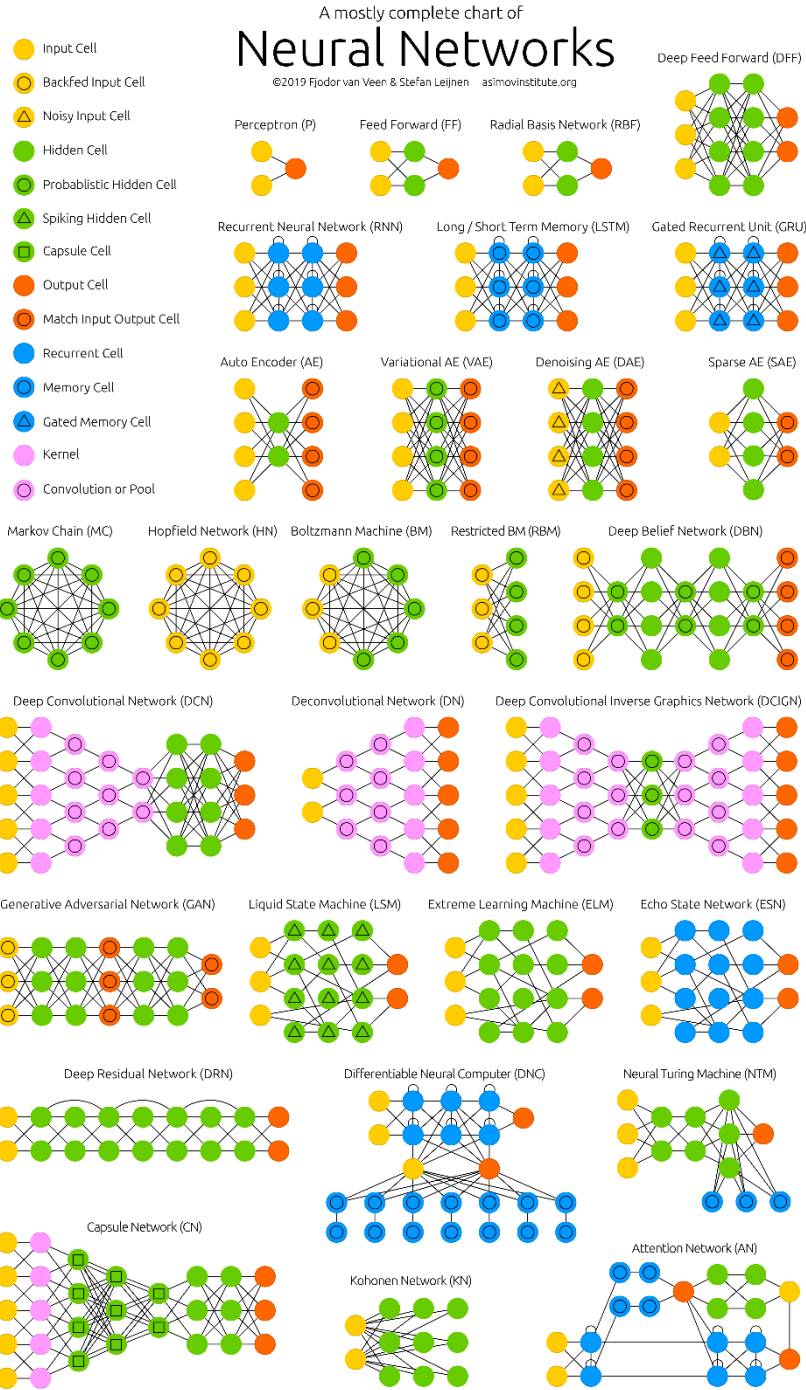 A mostly complete chart of
Neural Networks
©2019 Fjodor van Veen & Stefan Leijnen asimovinstitute.org
Input Cell
Backfed Input Cell
Noisy Input Cell
Hidden Cell
Probablistic Hidden Cell
Spiking Hidden Cell
Capsule Cell
Output Cell
Match Input Output Cell
Recurrent Cell
Memory Cell
Gated Memory Cell
Kernel
Convolution or Pool
Deep Feed Forward (DFF)
Perceptron (P)
Feed Forward (FF)
Radial Basis Network (RBF)
Recurrent Neural Network (RNN)
Long / Short Term Memory (LSTM)
Gated Recurrent Unit (GRU)
Auto Encoder (AE)
Variational AE (VAE)
Denoising AE (DAE)
Sparse AE (SAE)
Markov Chain (MC)
Hopfield Network (HN)
Boltzmann Machine (BM)
Restricted BM (RBM)
Deep Belief Network (DBN)
Deep Convolutional Network (DCN)
Deconvolutional Network (DN)
Deep Convolutional Inverse Graphics Network (DCIGN)
Generative Adversarial Network (GAN)
Liquid State Machine (LSM)
Extreme Learning Machine (ELM)
Echo State Network (ESN)
Deep Residual Network (DRN)
Differentiable Neural Computer (DNC)
Neural Turing Machine (NTM)
Capsule Network (CN)
Kohonen Network (KN)
Attention Network (AN)